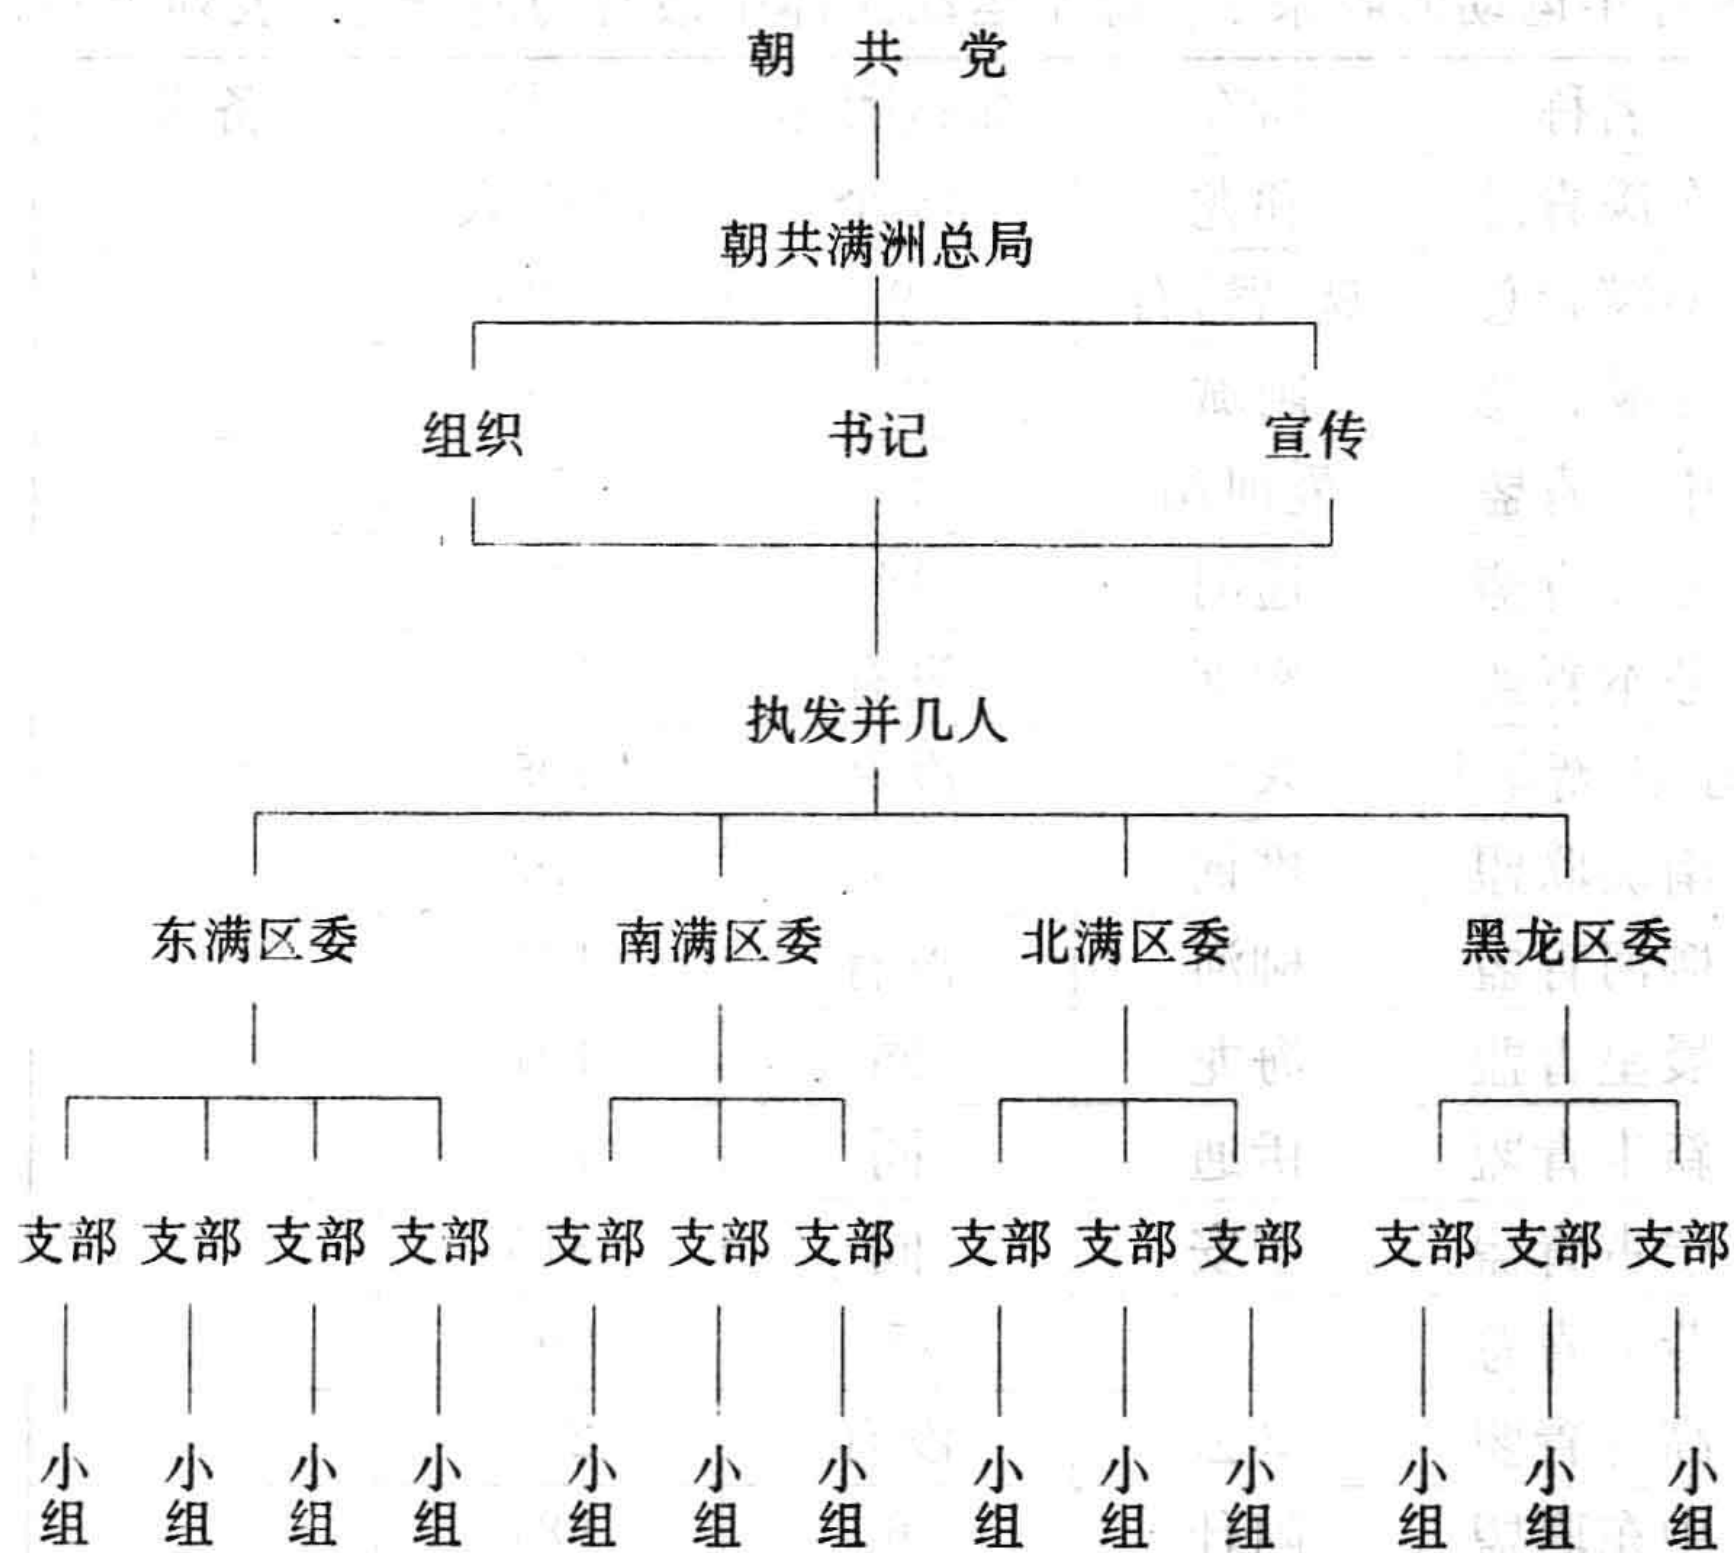 朝 共 党
朝共满洲总局
组织 书记 宣传
执发并几人
东满区委 南满区委 北满区委 黑龙区委
支部 支部 支部 支部 支部 支部 支部 支部 支部 支部 支部 支部 支部
小组 小组 小组 小组 小组 小组 小组 小组 小组 小组 小组 小组 小组